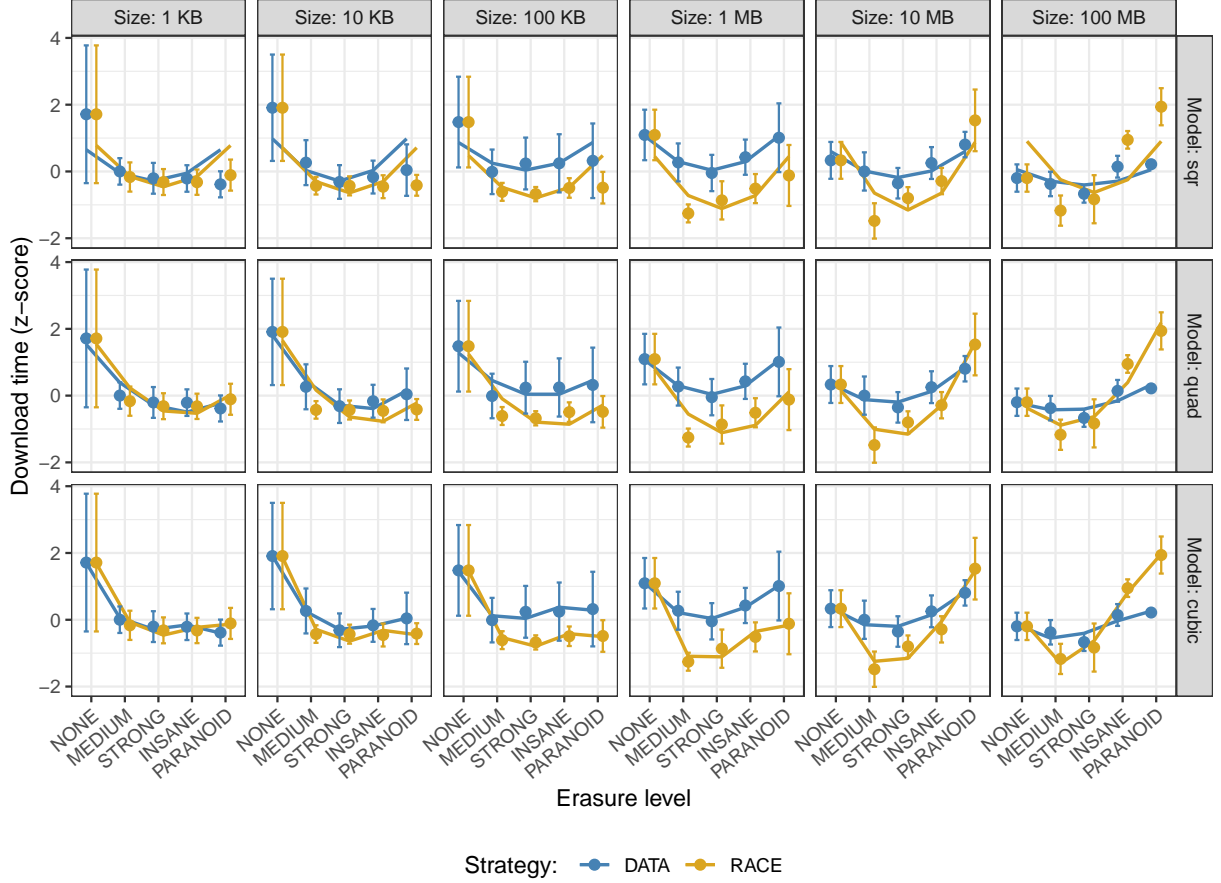 Size: 1 KB Size: 10 KB Size: 100 KB Size: 1 MB Size: 10 MB Size: 100 MB
4
2
0
−2
Model: sqr
4
2
0
−2
Model: quad
4
2
0
−2
Model: cubic
Download time (z−score)
NONE MEDIUM STRONG INSANE PARANOID NONE MEDIUM STRONG INSANE PARANOID NONE MEDIUM STRONG INSANE PARANOID NONE MEDIUM STRONG INSANE PARANOID NONE MEDIUM STRONG INSANE PARANOID NONE MEDIUM STRONG INSANE PARANOID
Erasure level
Strategy: DATA RACE